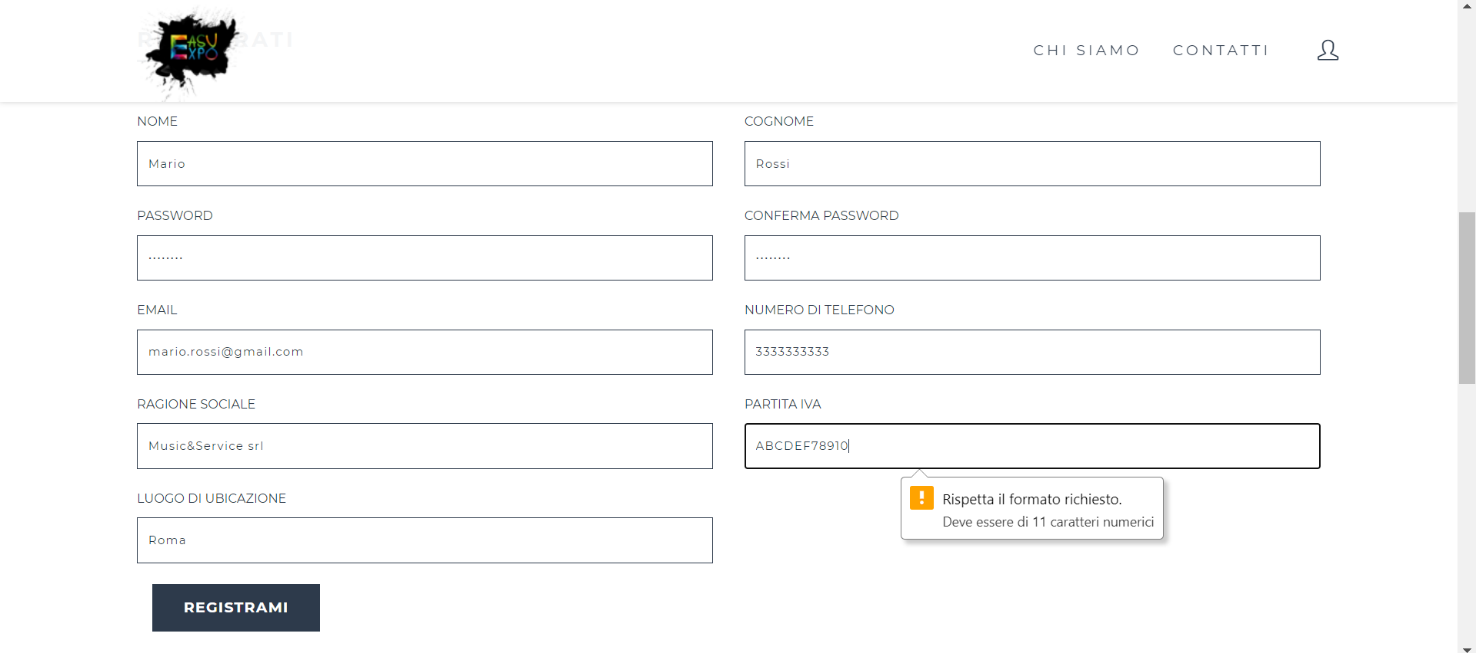 EASY
EXPO
CHI SIAMO
CONTATTI
NOME
COGNOME
Mario
Rossi
PASSWORD
CONFERMA PASSWORD
········
········
EMAIL
NUMERO DI TELEFONO
mario.rossi@gmail.com
3333333333
RAGIONE SOCIALE
PARTITA IVA
Music&Service srl
ABCDEF78910
Rispetta il formato richiesto.
Deve essere di 11 caratteri numerici
LUOGO DI UBICAZIONE
Roma
REGISTRAMI